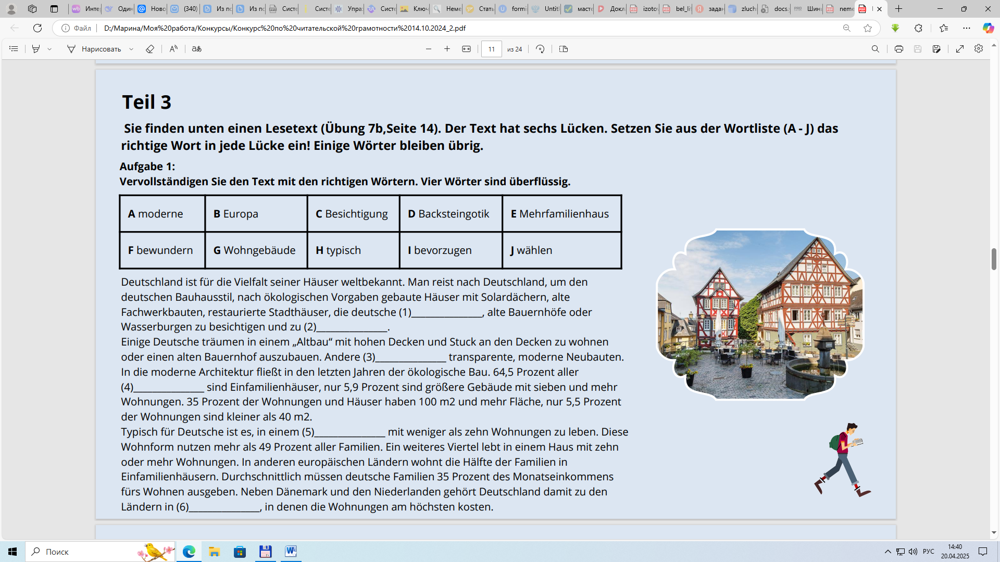 Интер
Один
Ново
(340)
Из по
Из по
Систе
Систе
Упра:
Систе
Ключ
Неме
Стать
formi
Untitl
масте
Докл.
izotov
bel_li
задан
zluchi
docs.y
Шинь
neme
Файл
D:/Марина/Моя%20работа/Конкурсы/Конкурс%20по%20читательской%20грамотности%2014.10.2024_2.pdf
Нарисовать
аあ
11
из 24
Teil 3
Sie finden unten einen Lesetext (Übung 7b,Seite 14). Der Text hat sechs Lücken. Setzen Sie aus der Wortliste (A - J) das
richtige Wort in jede Lücke ein! Einige Wörter bleiben übrig.
Aufgabe 1:
Vervollständigen Sie den Text mit den richtigen Wörtern. Vier Wörter sind überflüssig.
A moderne
B Europa
C Besichtigung
D Backsteingotik
E Mehrfamilienhaus
F bewundern
G Wohngebäude
H typisch
I bevorzugen
J wählen
Deutschland ist für die Vielfalt seiner Häuser weltbekannt. Man reist nach Deutschland, um den
deutschen Bauhausstil, nach ökologischen Vorgaben gebaute Häuser mit Solardächern, alte
Fachwerkbauten, restaurierte Stadthäuser, die deutsche (1)_______________, alte Bauernhöfe oder
Wasserburgen zu besichtigen und zu (2)_______________.
Einige Deutsche träumen in einem „Altbau“ mit hohen Decken und Stuck an den Decken zu wohnen
oder einen alten Bauernhof auszubauen. Andere (3)_______________ transparente, moderne Neubauten.
In die moderne Architektur fließt in den letzten Jahren der ökologische Bau. 64,5 Prozent aller
(4)_______________ sind Einfamilienhäuser, nur 5,9 Prozent sind größere Gebäude mit sieben und mehr
Wohnungen. 35 Prozent der Wohnungen und Häuser haben 100 m2 und mehr Fläche, nur 5,5 Prozent
der Wohnungen sind kleiner als 40 m2.
Typisch für Deutsche ist es, in einem (5)_______________ mit weniger als zehn Wohnungen zu leben. Diese
Wohnform nutzen mehr als 49 Prozent aller Familien. Ein weiteres Viertel lebt in einem Haus mit zehn
oder mehr Wohnungen. In anderen europäischen Ländern wohnt die Hälfte der Familien in
Einfamilienhäusern. Durchschnittlich müssen deutsche Familien 35 Prozent des Monatseinkommens
fürs Wohnen ausgeben. Neben Dänemark und den Niederlanden gehört Deutschland damit zu den
Ländern in (6)_______________, in denen die Wohnungen am höchsten kosten.
Поиск
РУС
14:40
20.04.2025